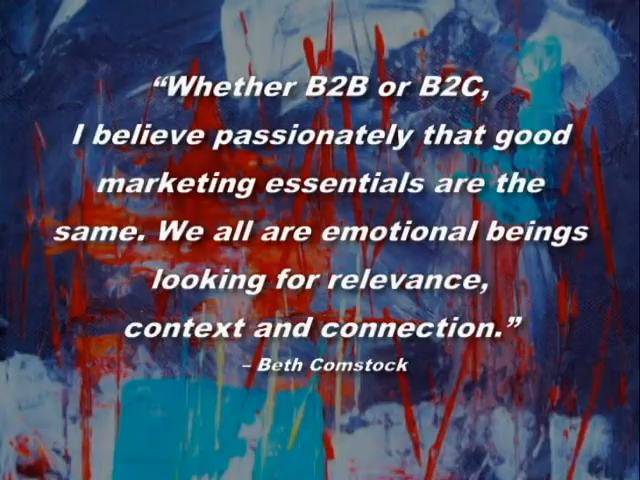 “Whether B2B or B2C,
I believe passionately that good
marketing essentials are the
same. We all are emotional beings
looking for relevance,
context and connection.”
– Beth Comstock